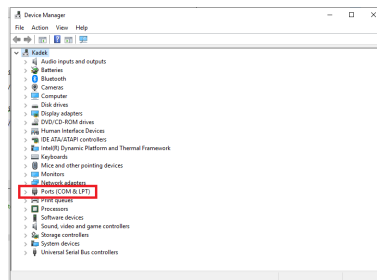 Device Manager
File Action View Help
Kadek
Audio inputs and outputs
Batteries
Bluetooth
Cameras
Computer
Disk drives
Display adapters
DVD/CD-ROM drives
Human Interface Devices
IDE ATA/ATAPI controllers
Intel(R) Dynamic Platform and Thermal Framework
Keyboards
Mice and other pointing devices
Monitors
Network adapters
Ports (COM & LPT)
Print queues
Processors
Software devices
Sound, video and game controllers
Storage controllers
System devices
Universal Serial Bus controllers